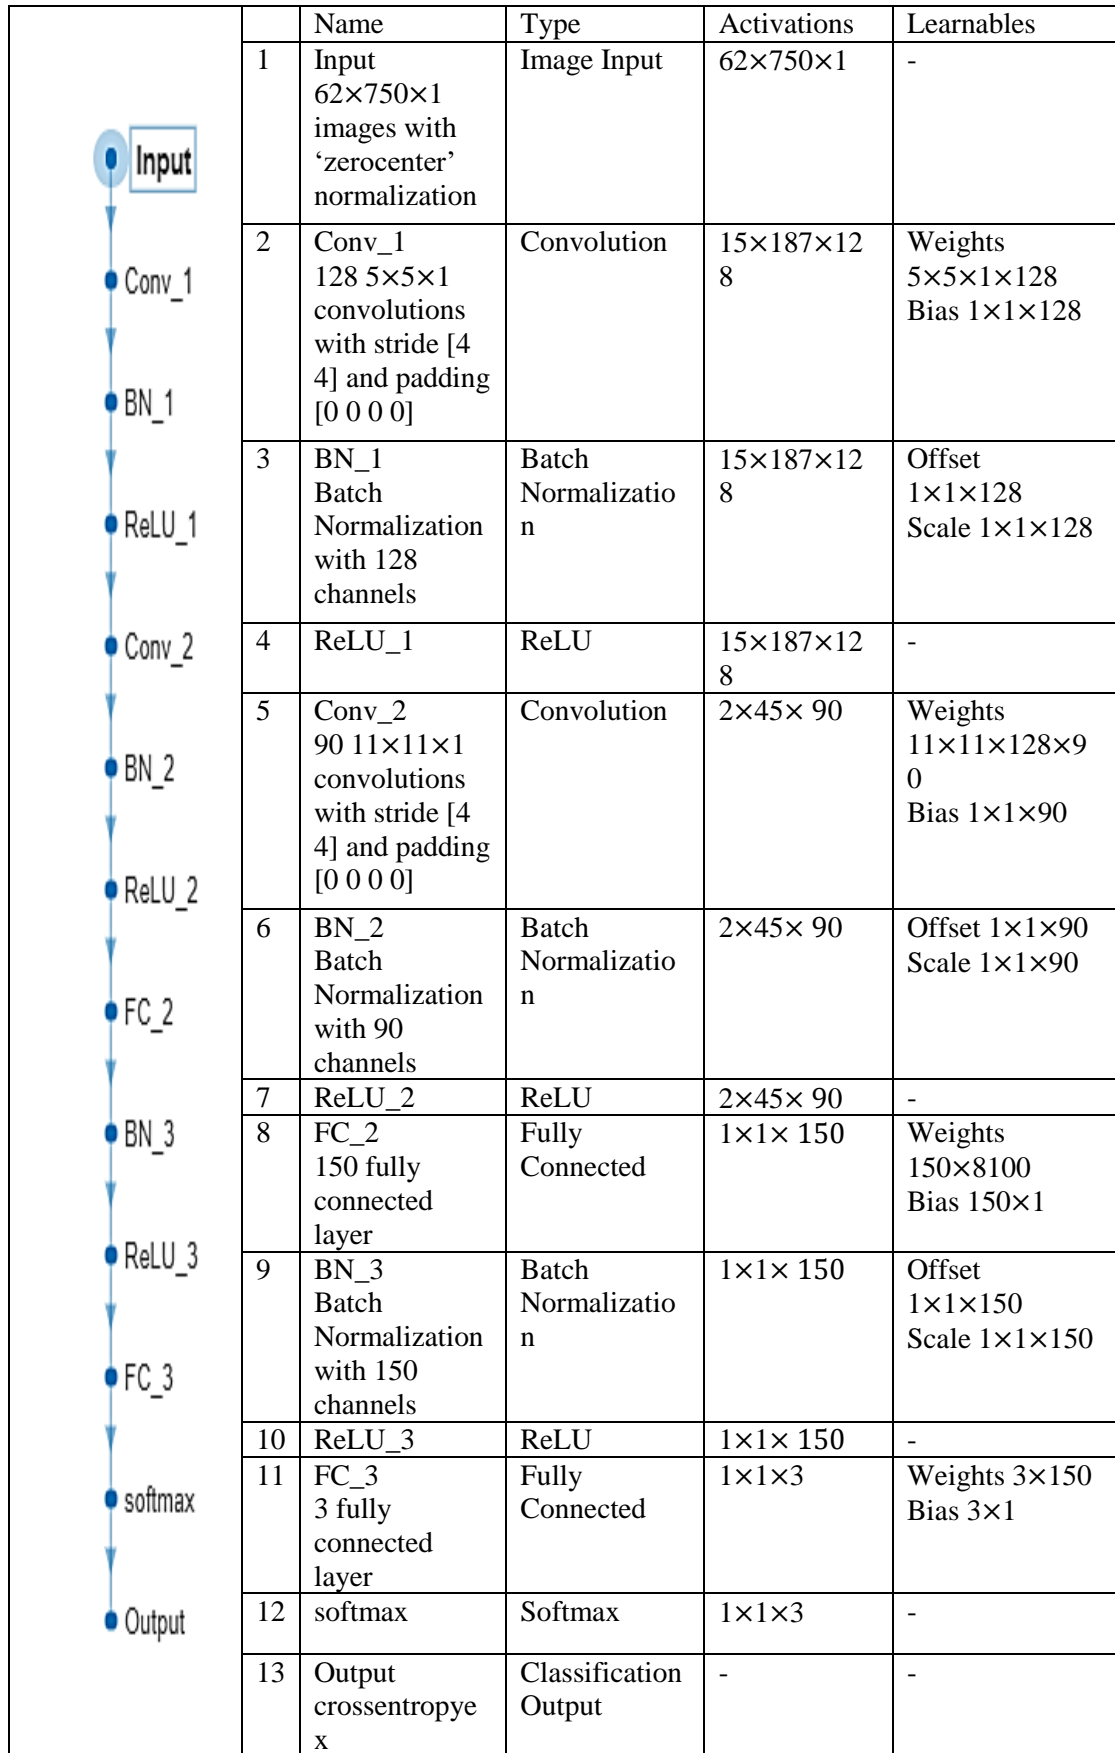 Input
Conv_1
BN_1
ReLU_1
Conv_2
BN_2
ReLU_2
FC_2
BN_3
ReLU_3
FC_3
softmax
Output
Name Type Activations Learnables
1 Input Image Input 62×750×1 -
62×750×1
images with
‘zerocenter’
normalization
2 Conv_1 Convolution 15×187×12 Weights
128 5×5×1 8 5×5×1×128
convolutions Bias 1×1×128
with stride [4
4] and padding
[0 0 0 0]
3 BN_1 Batch 15×187×12 Offset
Batch Normalizatio 8 1×1×128
Normalization n Scale 1×1×128
with 128
channels
4 ReLU_1 ReLU 15×187×12 -
8
5 Conv_2 Convolution 2×45× 90 Weights
90 11×11×1 11×11×128×9
convolutions 0
with stride [4 Bias 1×1×90
4] and padding
[0 0 0 0]
6 BN_2 Batch 2×45× 90 Offset 1×1×90
Batch Normalizatio Scale 1×1×90
Normalization n
with 90
channels
7 ReLU_2 ReLU 2×45× 90 -
8 FC_2 Fully 1×1× 150 Weights
150 fully Connected 150×8100
connected Bias 150×1
layer
9 BN_3 Batch 1×1× 150 Offset
Batch Normalizatio 1×1×150
Normalization n Scale 1×1×150
with 150
channels
10 ReLU_3 ReLU 1×1× 150 -
11 FC_3 Fully 1×1×3 Weights 3×150
3 fully Connected Bias 3×1
connected
layer
12 softmax Softmax 1×1×3 -
13 Output Classification - -
crossentropye Output
x